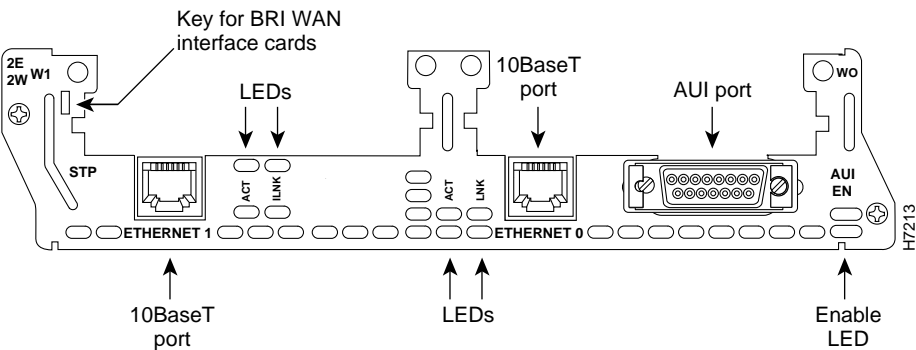 Key for BRI WAN
interface cards
2E
2W W1
LEDs
10BaseT
port
AUI port
WO
STP
ACT
ILNK
ACT
LNK
AUI
EN
ETHERNET 1
ETHERNET 0
H7213
10BaseT
port
LEDs
Enable
LED